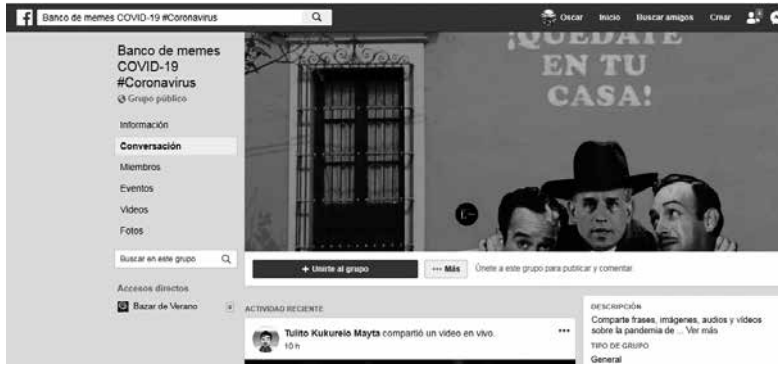 Banco de memes COVID-19 #Coronavirus
Oscar Inicio Buscar amigos Crear
Banco de memes
COVID-19
#Coronavirus
Grupo público
Información
Conversación
Miembros
Eventos
Videos
Fotos
Buscar en este grupo
Accesos directos
Bazar de Verano
¡QUÉDATE
EN TU
CASA!
+ Unirte al grupo
••• Más
Únete a este grupo para publicar y comentar.
ACTIVIDAD RECIENTE
Tulito Kukurelo Mayta compartió un video en vivo.
10 h
DESCRIPCIÓN
Comparte frases, imágenes, audios y videos
sobre la pandemia de ... Ver más
TIPO DE GRUPO
General